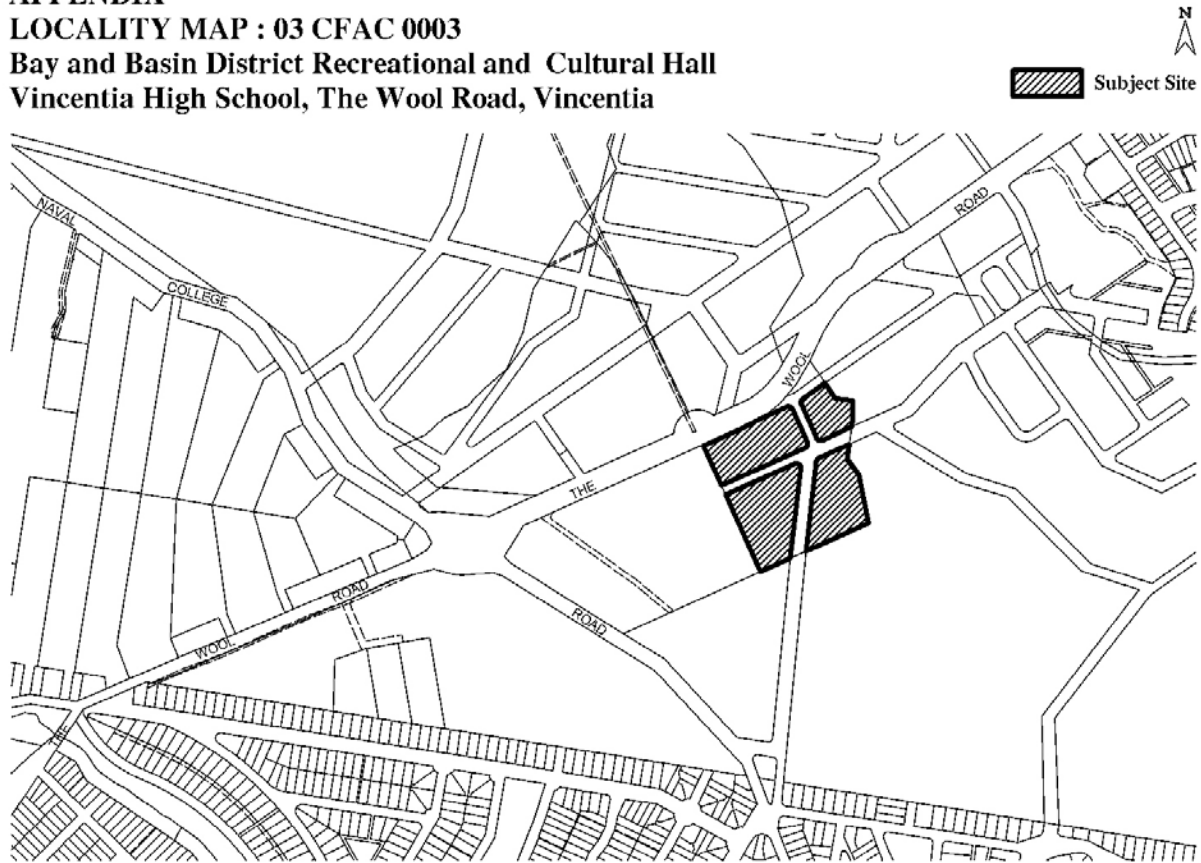 APPENDIX
LOCALITY MAP : 03 CFAC 0003
Bay and Basin District Recreational and Cultural Hall
Vincentia High School, The Wool Road, Vincentia
N
Subject Site
NAVAL
COLLEGE
ROAD
WOOL
THE
ROAD
ROAD
WOOL
THE